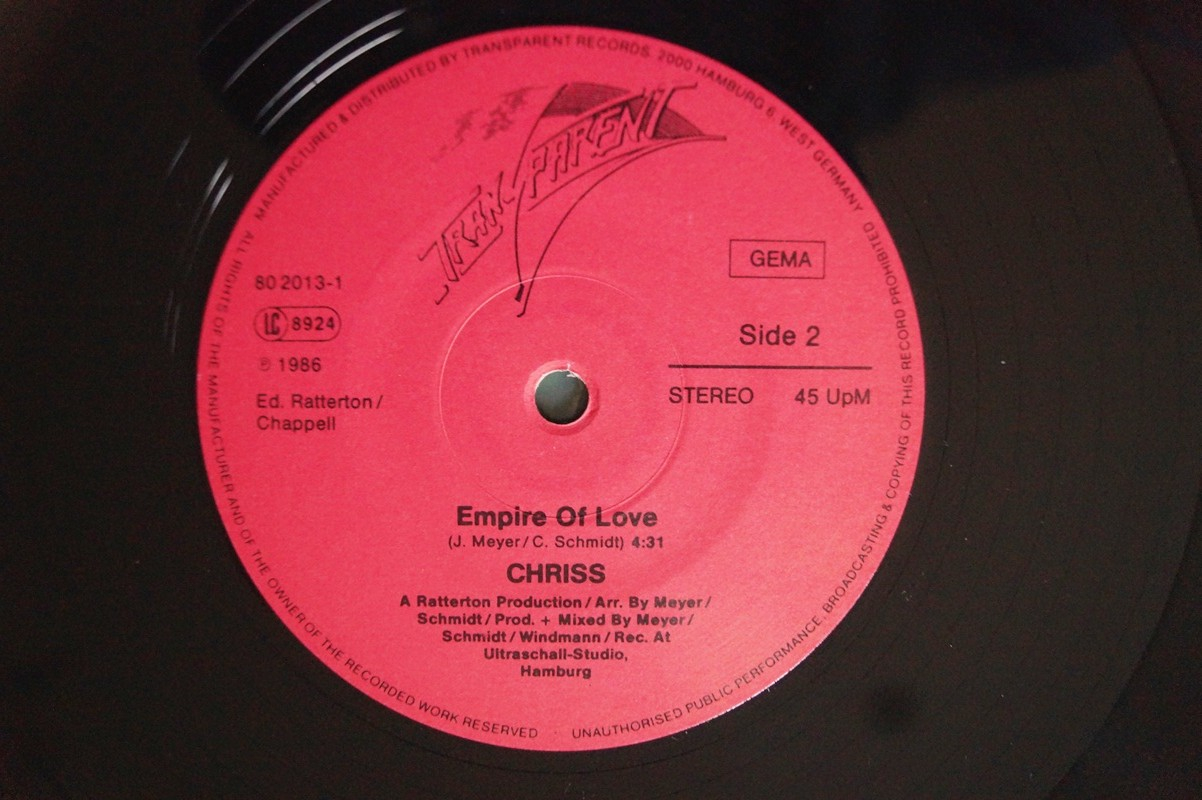 MANUFACTURED & DISTRIBUTED BY TRANSPARENT RECORDS. 2000 HAMBURG 6. WEST GERMANY
TRANSPARENT
GEMA
80 2013-1
LC 8924
℗ 1986
Ed. Ratterton /
Chappell
Side 2
STEREO 45 UpM
Empire Of Love
(J. Meyer / C. Schmidt) 4:31
CHRISS
A Ratterton Production / Arr. By Meyer /
Schmidt / Prod. + Mixed By Meyer /
Schmidt / Windmann / Rec. At
Ultraschall-Studio,
Hamburg
ALL RIGHTS OF THE MANUFACTURER AND OF THE OWNER OF THE RECORDED WORK RESERVED
UNAUTHORISED PUBLIC PERFORMANCE. BROADCASTING & COPYING OF THIS RECORD PROHIBITED